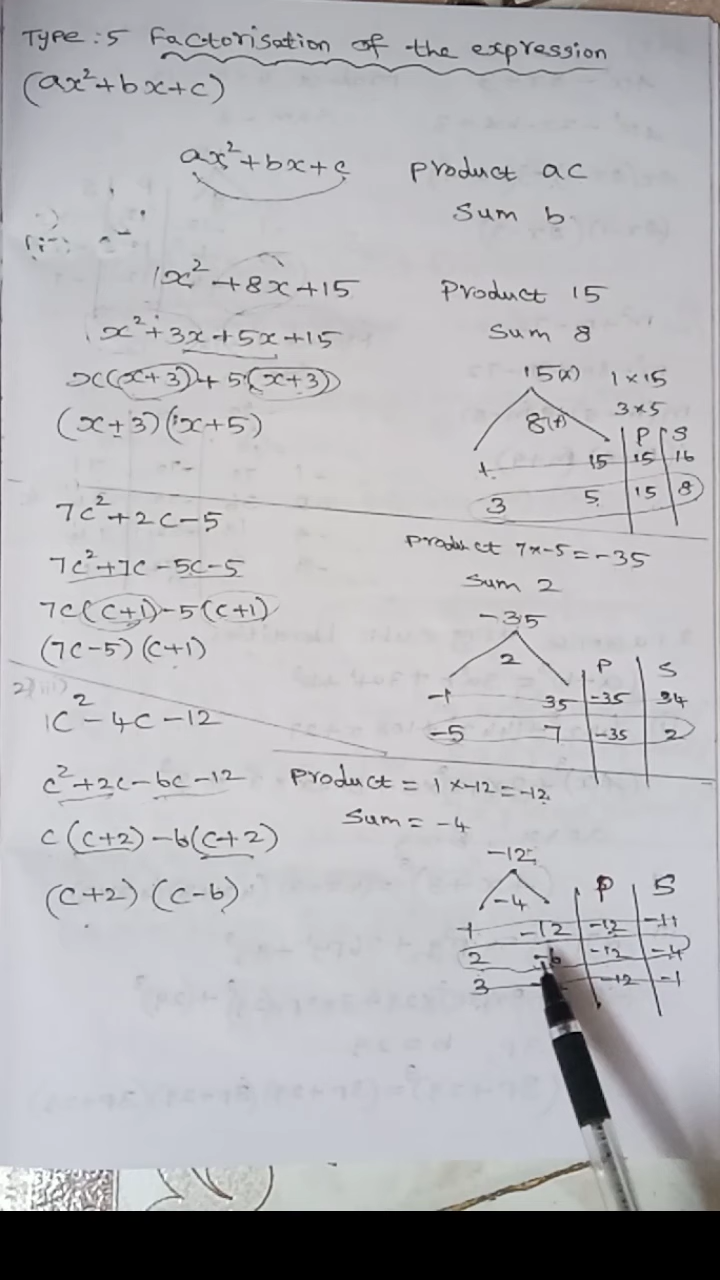 Type: 5 Factorisation of the expression
(ax²+bx+c)
ax²+bx+c
Product ac
Sum b
1x²+8x+15
Product 15
x²+3x+5x+15
Sum 8
x(x+3)+5(x+3)
15(x) 1×15
(x+3)(x+5)
8(+) 3×5
P S
1 15 15 16
3 5 15 8
7c²+2c-5
Product 7x-5=-35
7c²+7c-5c-5
Sum 2
7c(c+1)-5(c+1)
-35
(7c-5)(c+1)
2
P S
-1 35 -35 34
-5 7 -35 2
2)(iii)
1c²-4c-12
c²+2c-6c-12
Product = 1×-12=-12
c(c+2)-6(c+2)
Sum = -4
-12
(c+2)(c-6)
-4
P S
1 -12 -12 -11
2 -6 -12 -4
3 -12 -1